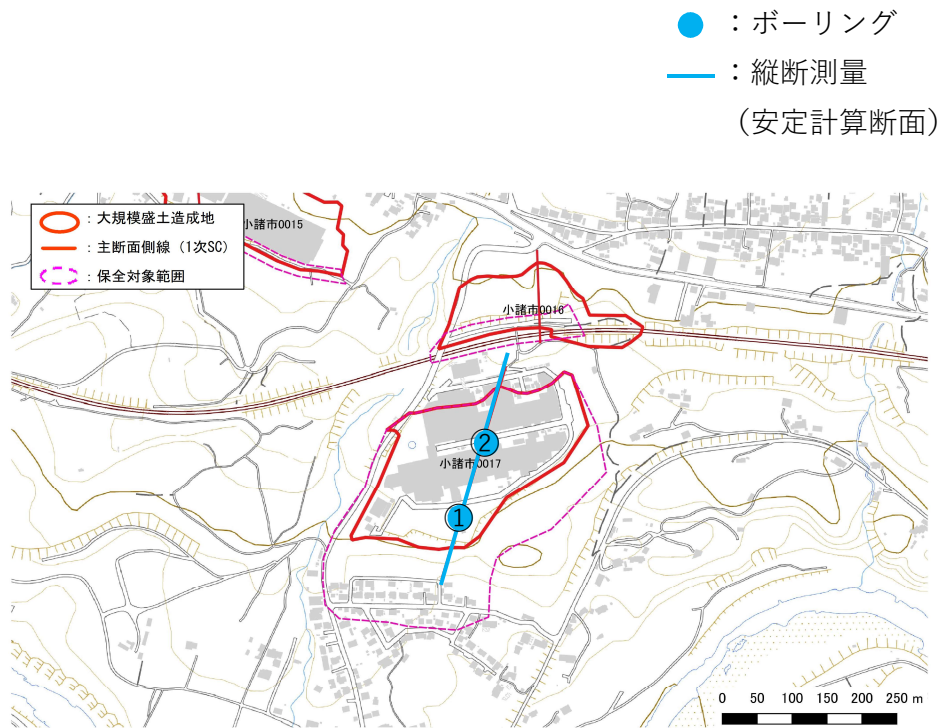 ：ボーリング
：縦断測量
（安定計算断面）
：大規模盛土造成地
：主断面側線（1次SC）
：保全対象範囲
小諸市0015
小諸市0016
②
小諸市0017
①
0 50 100 150 200 250 m